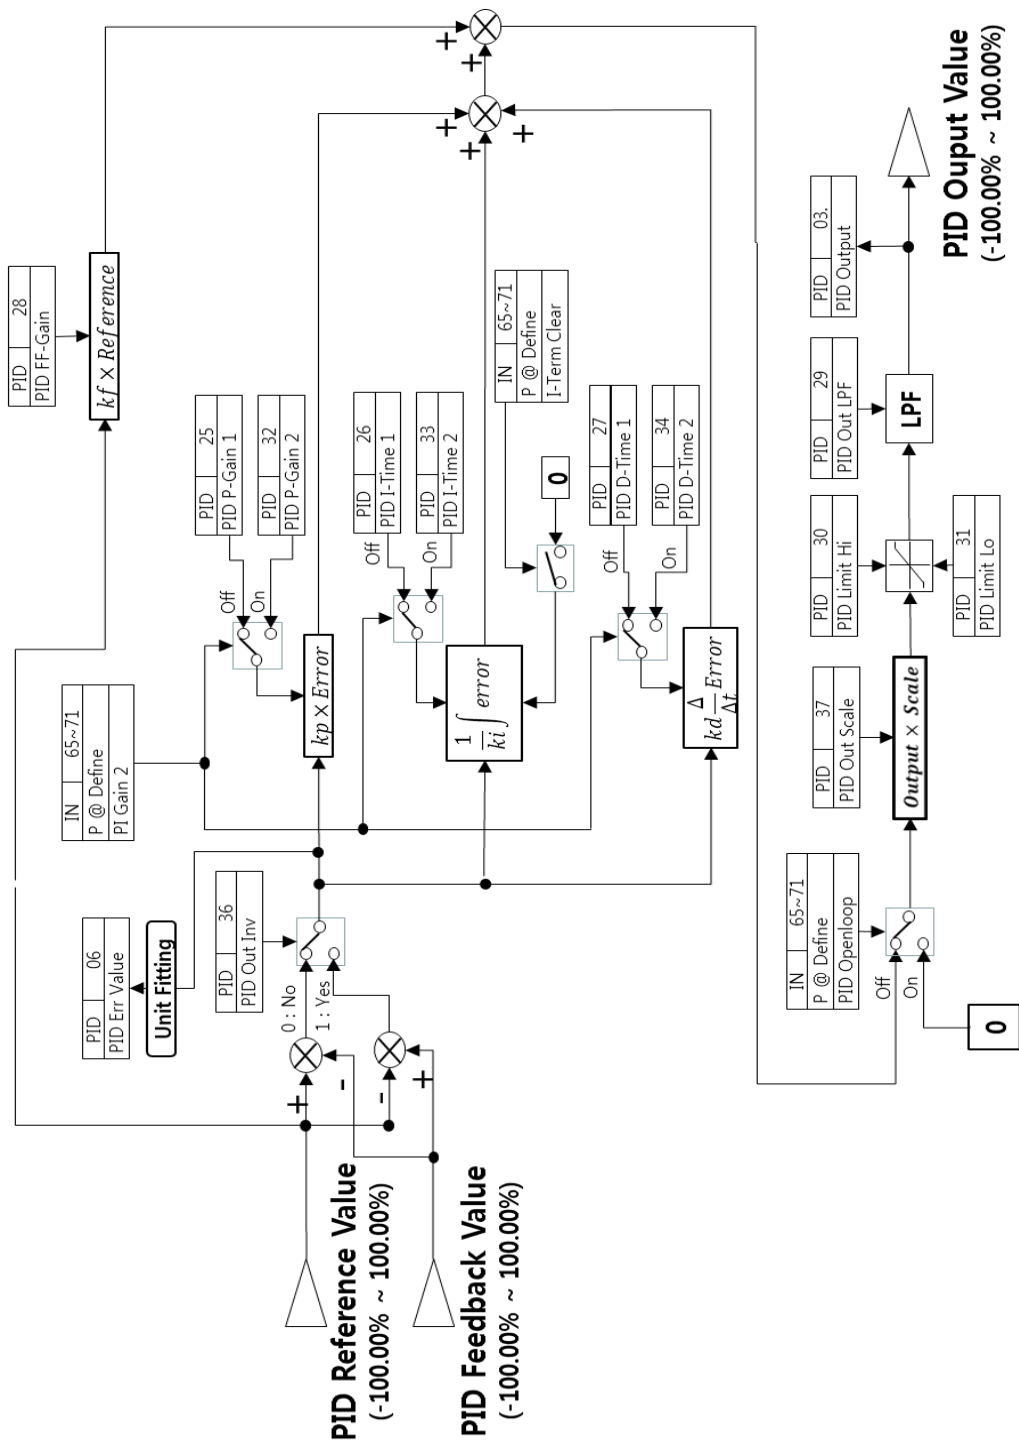 PID Reference Value
(-100.00% ~ 100.00%)
PID Feedback Value
(-100.00% ~ 100.00%)
+
-
-
+
0 : No
1 : Yes
PID 06
PID Err Value
Unit Fitting
PID 36
PID Out Inv
IN 65~71
P @ Define
PI Gain 2
PID 28
PID FF-Gain
kf × Reference
PID 25
PID P-Gain 1
PID 32
PID P-Gain 2
Off
On
kp × Error
PID 26
PID I-Time 1
PID 33
PID I-Time 2
Off
On
1/ki ∫ error
IN 65~71
P @ Define
I-Term Clear
0
PID 27
PID D-Time 1
PID 34
PID D-Time 2
Off
On
kd Δ/Δt Error
+
+
+
+
+
IN 65~71
P @ Define
PID Openloop
Off
On
0
PID 37
PID Out Scale
Output × Scale
PID 30
PID Limit Hi
PID 31
PID Limit Lo
PID 29
PID Out LPF
LPF
PID 03.
PID Output
PID Ouput Value
(-100.00% ~ 100.00%)